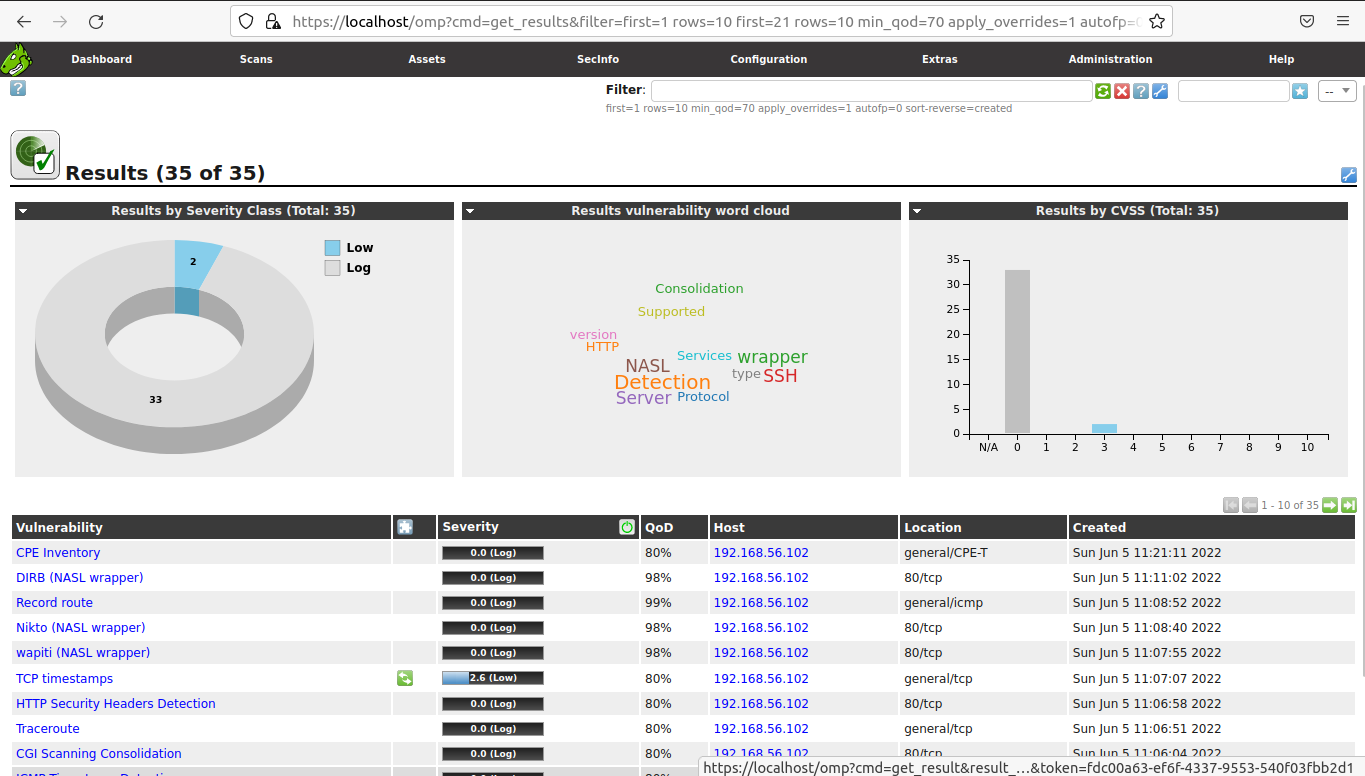 https://localhost/omp?cmd=get_results&filter=first=1 rows=10 first=21 rows=10 min_qod=70 apply_overrides=1 autofp=
Dashboard Scans Assets SecInfo Configuration Extras Administration Help
? Filter: ? --
first=1 rows=10 min_qod=70 apply_overrides=1 autofp=0 sort-reverse=created
Results (35 of 35)
Results by Severity Class (Total: 35)
2
33
Low
Log
Results vulnerability word cloud
Consolidation
Supported
version
HTTP
Services wrapper
NASL
type SSH
Detection
Server Protocol
Results by CVSS (Total: 35)
35
30
25
20
15
10
5
0
N/A 0 1 2 3 4 5 6 7 8 9 10
1 - 10 of 35
Vulnerability Severity QoD Host Location Created
CPE Inventory 0.0 (Log) 80% 192.168.56.102 general/CPE-T Sun Jun 5 11:21:11 2022
DIRB (NASL wrapper) 0.0 (Log) 98% 192.168.56.102 80/tcp Sun Jun 5 11:11:02 2022
Record route 0.0 (Log) 99% 192.168.56.102 general/icmp Sun Jun 5 11:08:52 2022
Nikto (NASL wrapper) 0.0 (Log) 98% 192.168.56.102 80/tcp Sun Jun 5 11:08:40 2022
wapiti (NASL wrapper) 0.0 (Log) 98% 192.168.56.102 80/tcp Sun Jun 5 11:07:55 2022
TCP timestamps 2.6 (Low) 80% 192.168.56.102 general/tcp Sun Jun 5 11:07:07 2022
HTTP Security Headers Detection 0.0 (Log) 80% 192.168.56.102 80/tcp Sun Jun 5 11:06:58 2022
Traceroute 0.0 (Log) 80% 192.168.56.102 general/tcp Sun Jun 5 11:06:51 2022
CGI Scanning Consolidation 0.0 (Log) 80% 192.168.56.102 80/tcp Sun Jun 5 11:06:04 2022
https://localhost/omp?cmd=get_result&result_...&token=fdc00a63-ef6f-4337-9553-540f03fbb2d1